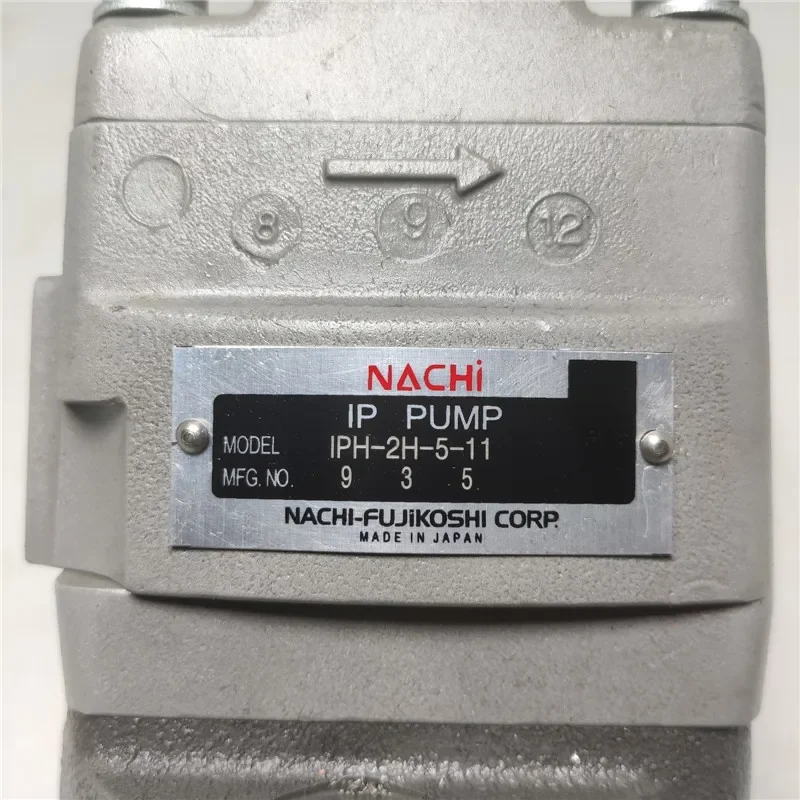 8 9 12
NACHi
IP PUMP
MODEL IPH-2H-5-11
MFG. NO. 9 3 5
NACHI-FUJiKOSHI CORP.
MADE IN JAPAN